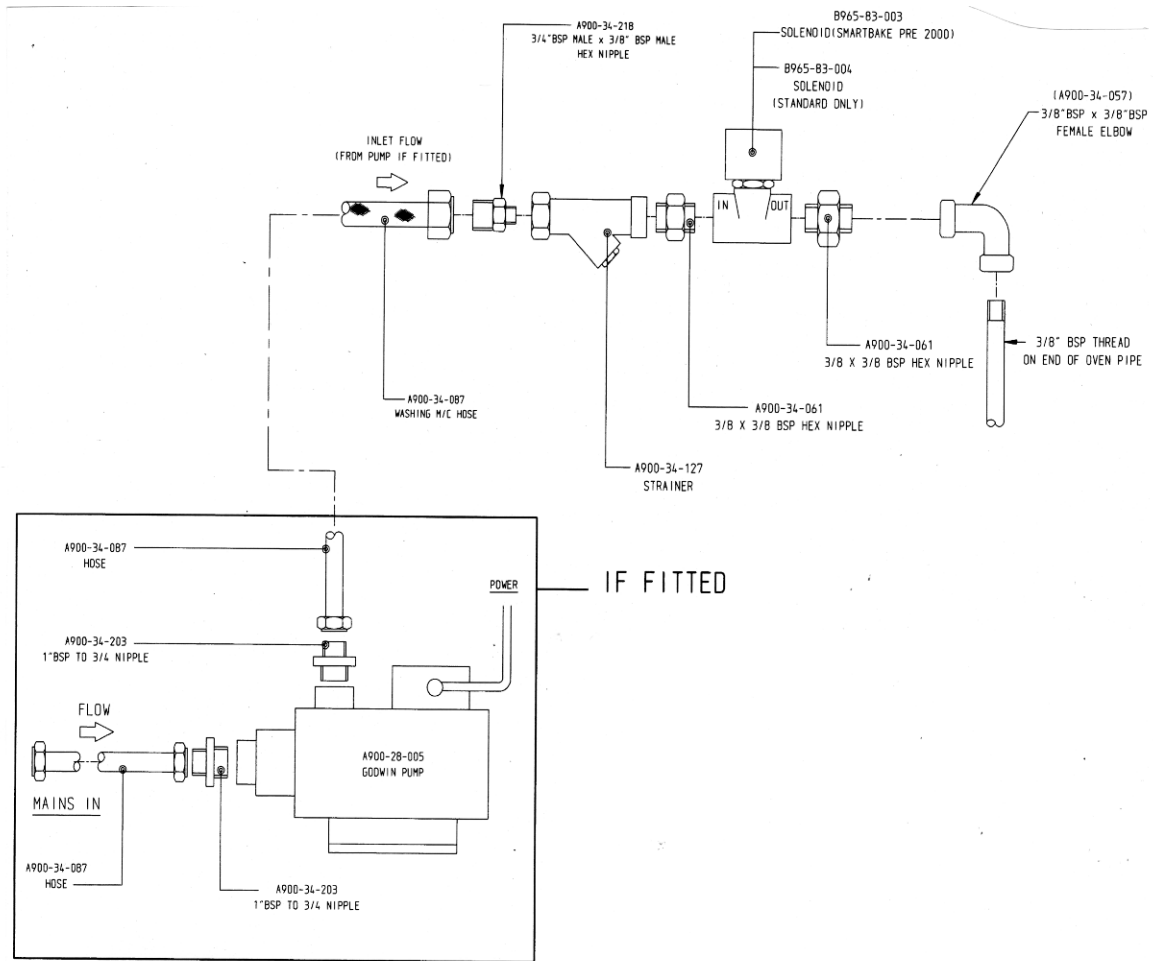 A900-34-218
3/4"BSP MALE x 3/8" BSP MALE
HEX NIPPLE
B965-83-003
SOLENOID(SMARTBAKE PRE 2000)
B965-83-004
SOLENOID
(STANDARD ONLY)
(A900-34-057)
3/8"BSP x 3/8"BSP
FEMALE ELBOW
INLET FLOW
(FROM PUMP IF FITTED)
IN
OUT
A900-34-061
3/8 X 3/8 BSP HEX NIPPLE
3/8" BSP THREAD
ON END OF OVEN PIPE
A900-34-087
WASHING M/C HOSE
A900-34-061
3/8 X 3/8 BSP HEX NIPPLE
A900-34-127
STRAINER
A900-34-087
HOSE
POWER
IF FITTED
A900-34-203
1"BSP TO 3/4 NIPPLE
FLOW
A900-28-005
GODWIN PUMP
MAINS IN
A900-34-087
HOSE
A900-34-203
1"BSP TO 3/4 NIPPLE